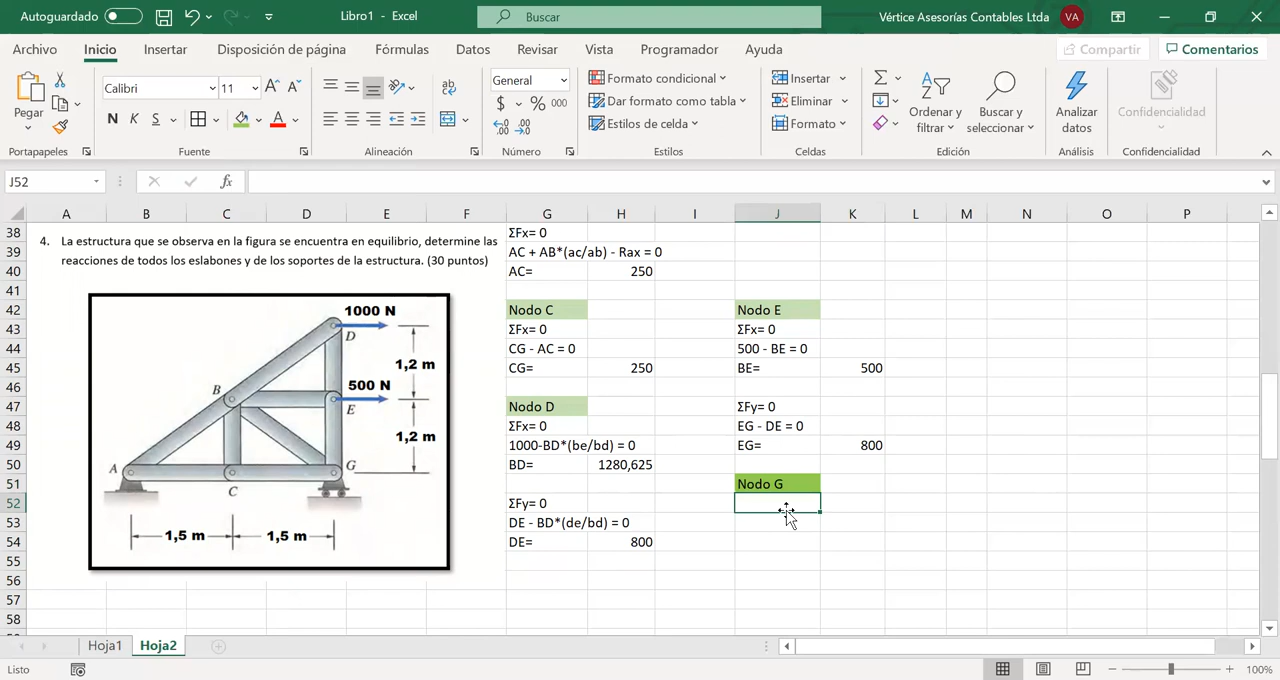 Autoguardado
Libro1 - Excel
Buscar
Vértice Asesorías Contables Ltda
VA
Archivo
Inicio
Insertar
Disposición de página
Fórmulas
Datos
Revisar
Vista
Programador
Ayuda
Compartir
Comentarios
Pegar
Calibri
11
N K S
General
$ % 000
Formato condicional
Dar formato como tabla
Estilos de celda
Insertar
Eliminar
Formato
Ordenar y filtrar
Buscar y seleccionar
Analizar datos
Confidencialidad
Portapapeles
Fuente
Alineación
Número
Estilos
Celdas
Edición
Análisis
Confidencialidad
J52
fx
A B C D E F G H I J K L M N O P
38 ΣFx= 0
4. La estructura que se observa en la figura se encuentra en equilibrio, determine las
reacciones de todos los eslabones y de los soportes de la estructura. (30 puntos)
39 AC + AB*(ac/ab) - Rax = 0
40 AC= 250
41
42 Nodo C Nodo E
43 ΣFx= 0 ΣFx= 0
44 CG - AC = 0 500 - BE = 0
45 CG= 250 BE= 500
46
47 Nodo D ΣFy= 0
48 ΣFx= 0 EG - DE = 0
49 1000-BD*(be/bd) = 0 EG= 800
50 BD= 1280,625
51 Nodo G
52 ΣFy= 0
53 DE - BD*(de/bd) = 0
54 DE= 800
55
56
57
58
1000 N
D
1,2 m
B
500 N
E
1,2 m
A
G
C
1,5 m
1,5 m
Hoja1
Hoja2
Listo
100%